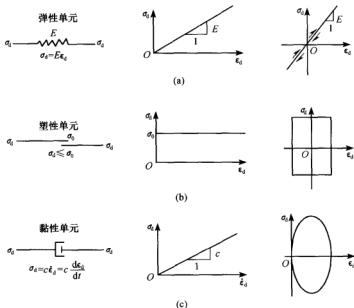 弹性单元
E
σd σd
σd=Eεd
σd
E
1
O εd
σd
E
1
O εd
(a)
塑性单元
σd σ0
σd≤σ0 σd
σd
σ0
O εd
σd
O εd
(b)
黏性单元
σd σd
σd=cε̇d=c dεd/dt
σd
c
1
O ε̇d
σd
O εd
(c)